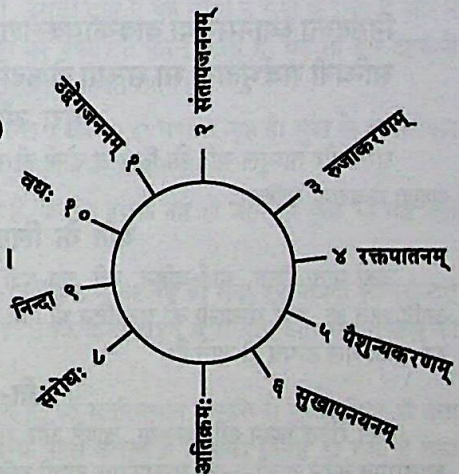 उद्वेगजननम् १
२ संतापजननम्
३ रुजाकरणम्
४ रक्तपातनम्
५ पैशुन्यकरणम्
६ सुखापनयनम्
अतिक्रमः
संरोधः ८
निन्दा ९
वधः १०
।